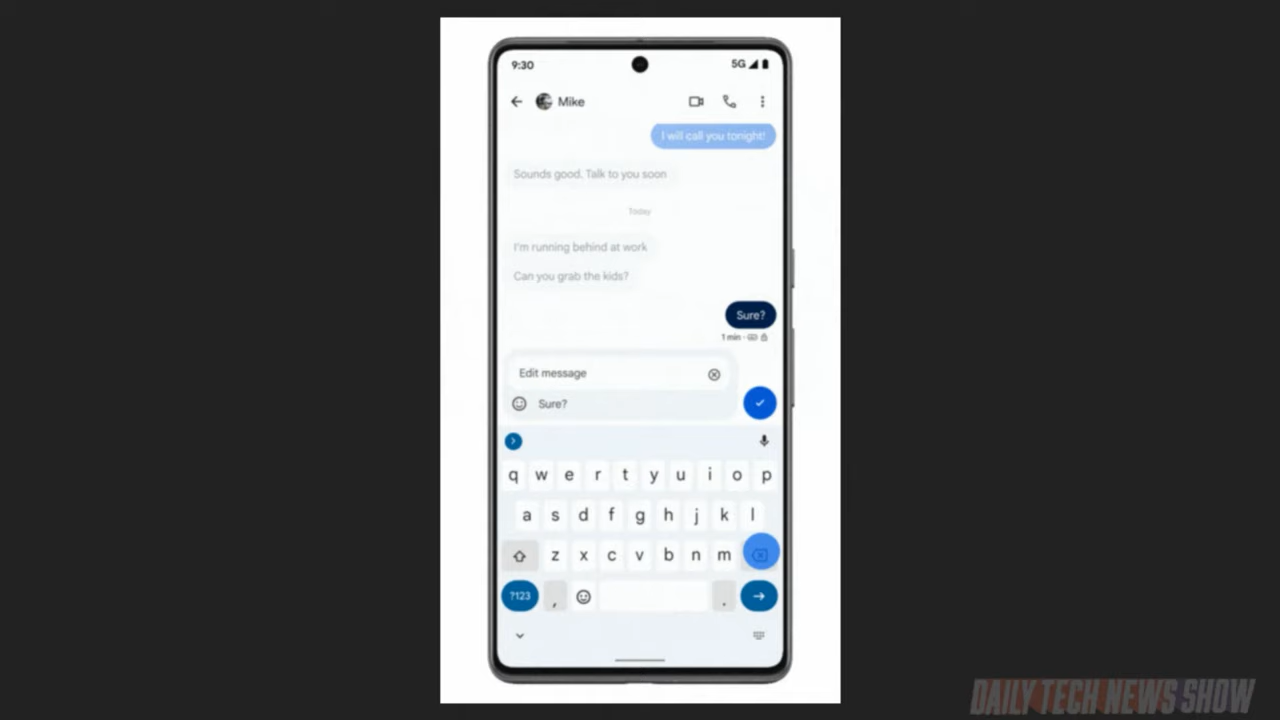 9:30
5G
Mike
I will call you tonight!
Sounds good. Talk to you soon
Today
I'm running behind at work
Can you grab the kids?
Sure?
1 min ·
Edit message
Sure?
q w e r t y u i o p
a s d f g h j k l
z x c v b n m
?123 , .
DAILY TECH NEWS SHOW